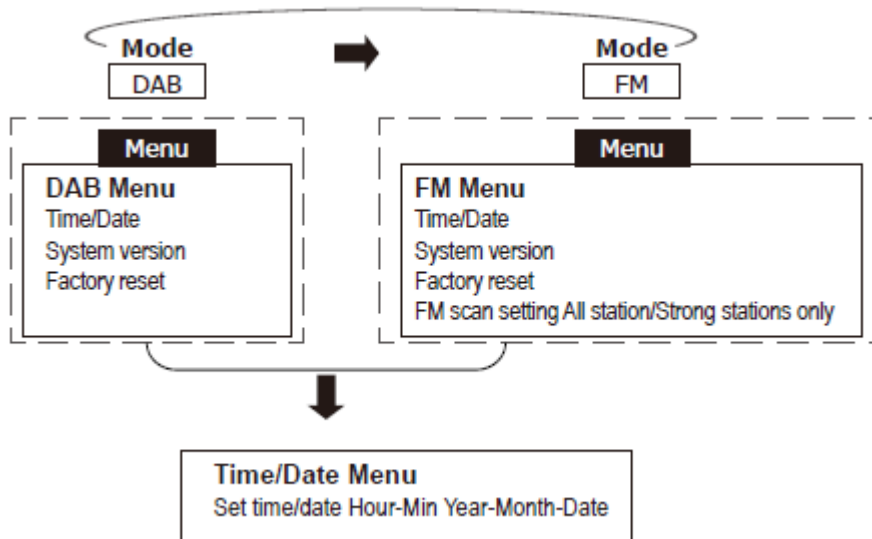 Mode
DAB
Mode
FM
Menu
DAB Menu
Time/Date
System version
Factory reset
Menu
FM Menu
Time/Date
System version
Factory reset
FM scan setting All station/Strong stations only
Time/Date Menu
Set time/date Hour-Min Year-Month-Date